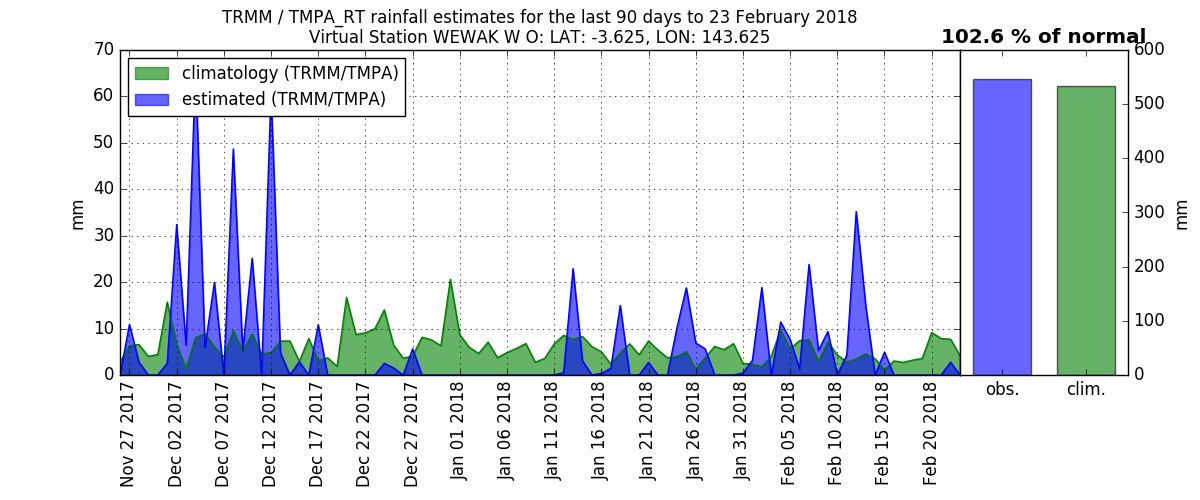 TRMM / TMPA_RT rainfall estimates for the last 90 days to 23 February 2018
Virtual Station WEWAK W O: LAT: -3.625, LON: 143.625
102.6 % of normal
climatology (TRMM/TMPA)
estimated (TRMM/TMPA)
70
60
50
40
30
20
10
0
mm
Nov 27 2017
Dec 02 2017
Dec 07 2017
Dec 12 2017
Dec 17 2017
Dec 22 2017
Dec 27 2017
Jan 01 2018
Jan 06 2018
Jan 11 2018
Jan 16 2018
Jan 21 2018
Jan 26 2018
Jan 31 2018
Feb 05 2018
Feb 10 2018
Feb 15 2018
Feb 20 2018
600
500
400
300
200
100
0
mm
obs.
clim.